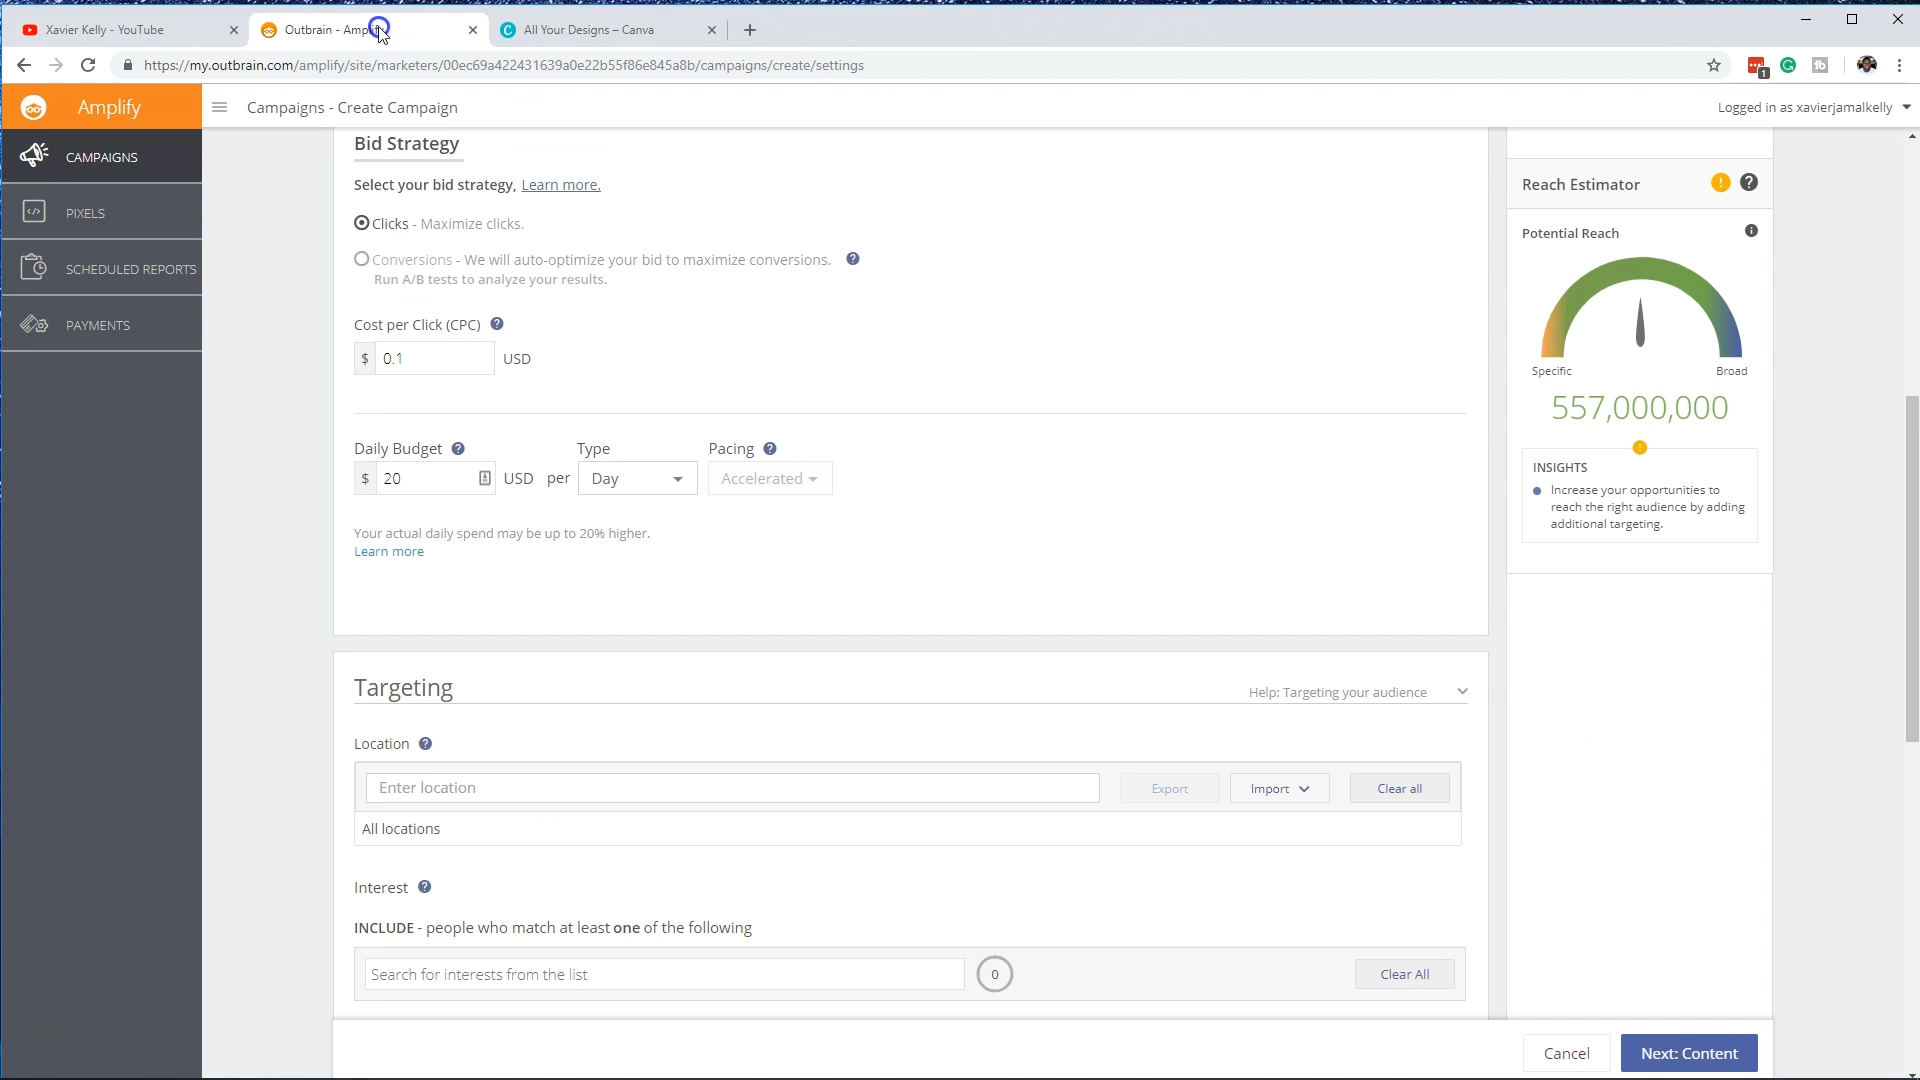 Xavier Kelly - YouTube
Outbrain - Amplify
All Your Designs – Canva
https://my.outbrain.com/amplify/site/marketers/00ec69a422431639a0e22b55f86e845a8b/campaigns/create/settings
1
Amplify
Campaigns - Create Campaign
Logged in as xavierjamalkelly
CAMPAIGNS
PIXELS
SCHEDULED REPORTS
PAYMENTS
Bid Strategy
Select your bid strategy, Learn more.
Clicks - Maximize clicks.
Conversions - We will auto-optimize your bid to maximize conversions. ?
Run A/B tests to analyze your results.
Cost per Click (CPC) ?
$ 0.1 USD
Daily Budget ? Type Pacing ?
$ 20 USD per Day Accelerated
Your actual daily spend may be up to 20% higher.
Learn more
Targeting
Help: Targeting your audience
Location ?
Enter location
Export Import Clear all
All locations
Interest ?
INCLUDE - people who match at least one of the following
Search for interests from the list
0
Clear All
Reach Estimator ! ?
Potential Reach
Specific Broad
557,000,000
!
INSIGHTS
Increase your opportunities to
reach the right audience by adding
additional targeting.
Cancel Next: Content